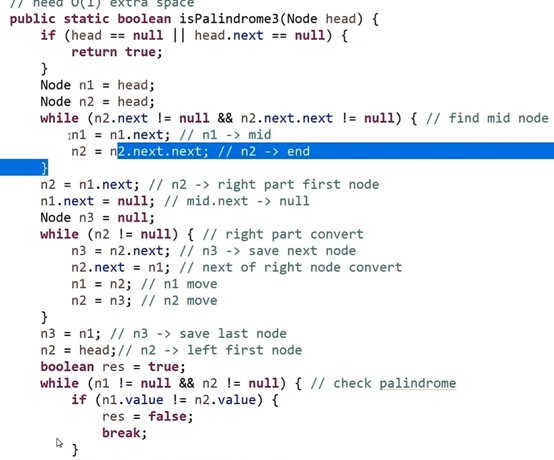 // need O(1) extra space
public static boolean isPalindrome3(Node head) {
if (head == null || head.next == null) {
return true;
}
Node n1 = head;
Node n2 = head;
while (n2.next != null && n2.next.next != null) { // find mid node
n1 = n1.next; // n1 -> mid
n2 = n2.next.next; // n2 -> end
}
n2 = n1.next; // n2 -> right part first node
n1.next = null; // mid.next -> null
Node n3 = null;
while (n2 != null) { // right part convert
n3 = n2.next; // n3 -> save next node
n2.next = n1; // next of right node convert
n1 = n2; // n1 move
n2 = n3; // n2 move
}
n3 = n1; // n3 -> save last node
n2 = head;// n2 -> left first node
boolean res = true;
while (n1 != null && n2 != null) { // check palindrome
if (n1.value != n2.value) {
res = false;
break;
}